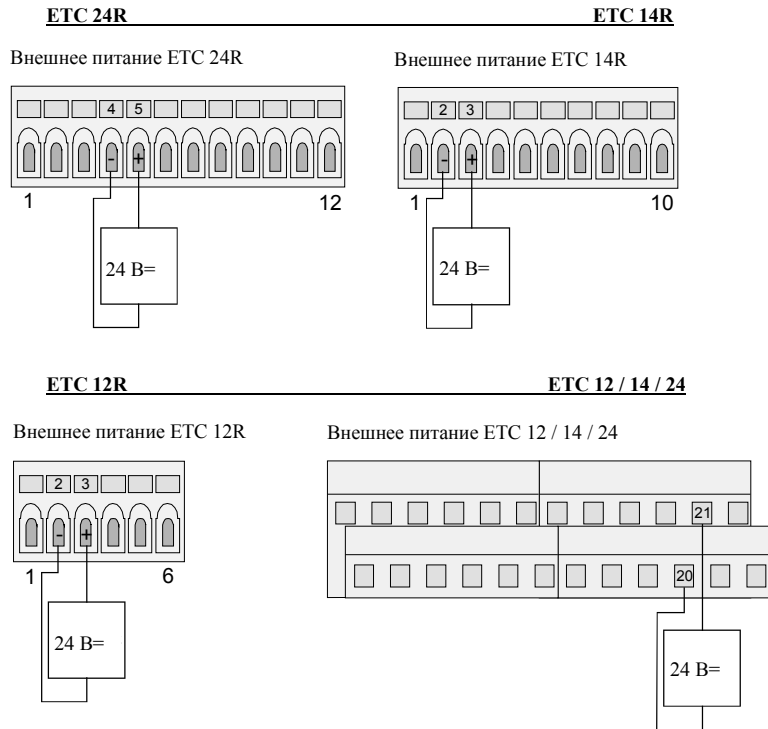 ETC 24R ETC 14R
Внешнее питание ETC 24R Внешнее питание ETC 14R
4 5 2 3
- + - +
1 12 1 10
24 В= 24 В=
ETC 12R ETC 12 / 14 / 24
Внешнее питание ETC 12R Внешнее питание ETC 12 / 14 / 24
2 3
21
- +
1 6
20
24 В=
24 В=